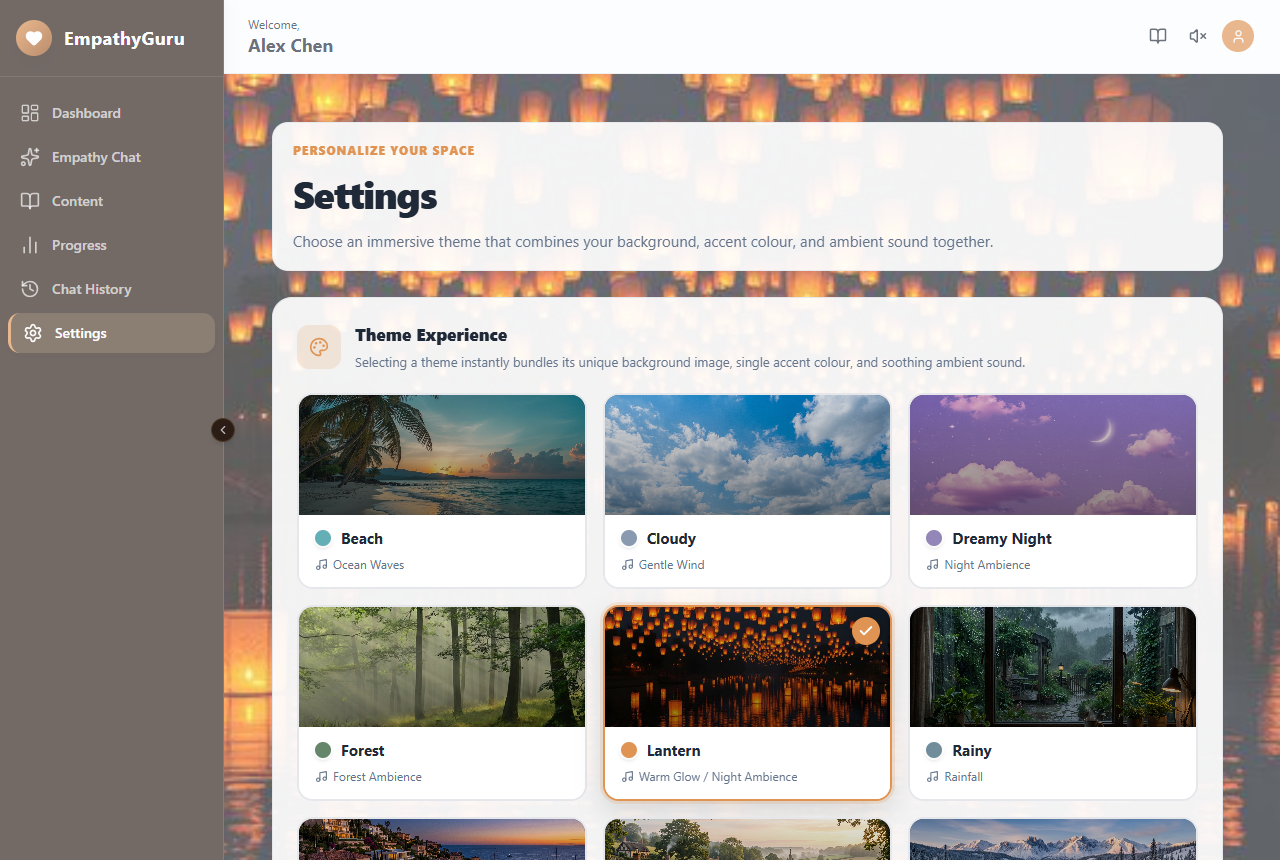 EmpathyGuru
Welcome,
Alex Chen
Dashboard
Empathy Chat
Content
Progress
Chat History
Settings
PERSONALIZE YOUR SPACE
Settings
Choose an immersive theme that combines your background, accent colour, and ambient sound together.
Theme Experience
Selecting a theme instantly bundles its unique background image, single accent colour, and soothing ambient sound.
Beach
Ocean Waves
Cloudy
Gentle Wind
Dreamy Night
Night Ambience
Forest
Forest Ambience
Lantern
Warm Glow / Night Ambience
Rainy
Rainfall